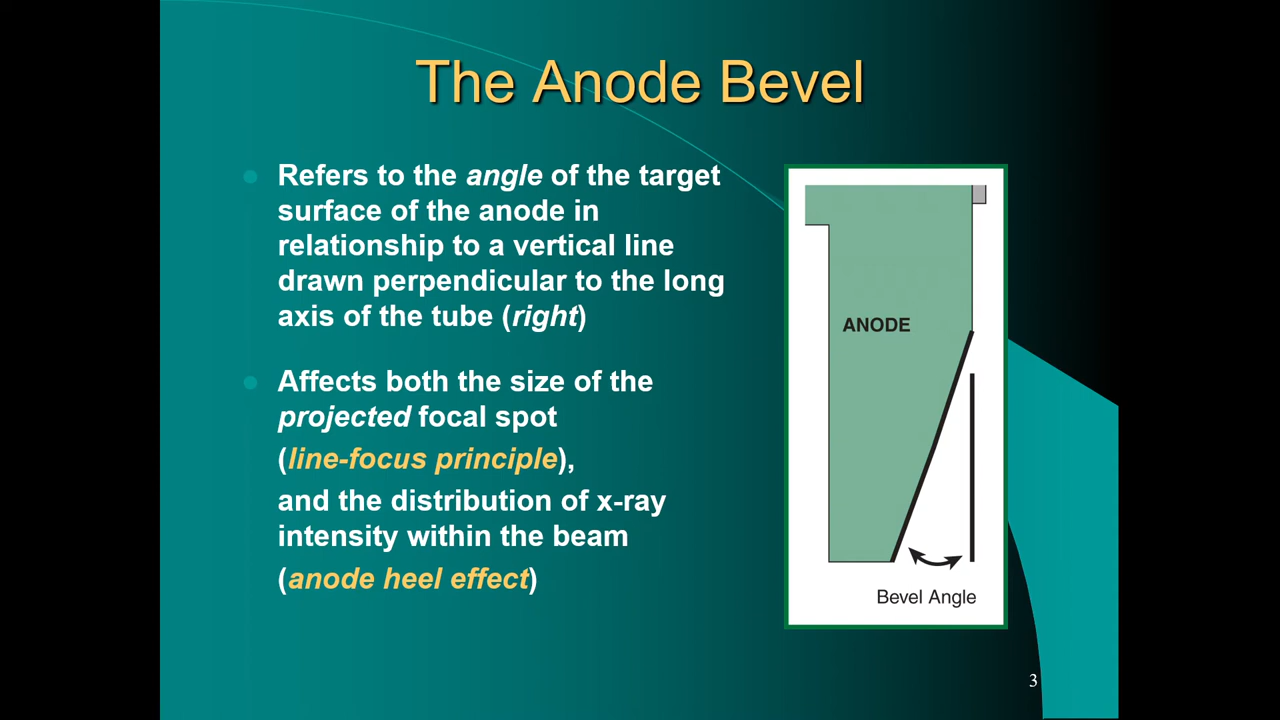 The Anode Bevel
Refers to the angle of the target
surface of the anode in
relationship to a vertical line
drawn perpendicular to the long
axis of the tube (right)
Affects both the size of the
projected focal spot
(line-focus principle),
and the distribution of x-ray
intensity within the beam
(anode heel effect)
ANODE
Bevel Angle
3